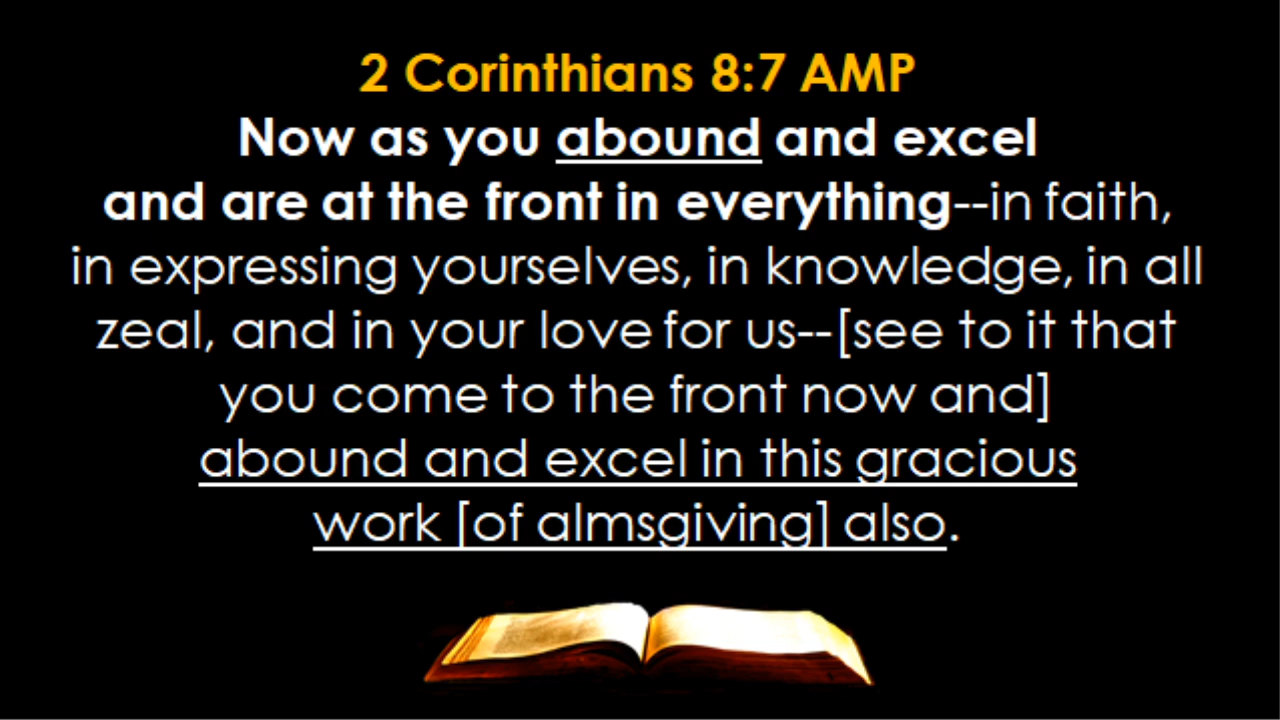 2 Corinthians 8:7 AMP
Now as you abound and excel
and are at the front in everything--in faith,
in expressing yourselves, in knowledge, in all
zeal, and in your love for us--[see to it that
you come to the front now and]
abound and excel in this gracious
work [of almsgiving] also.